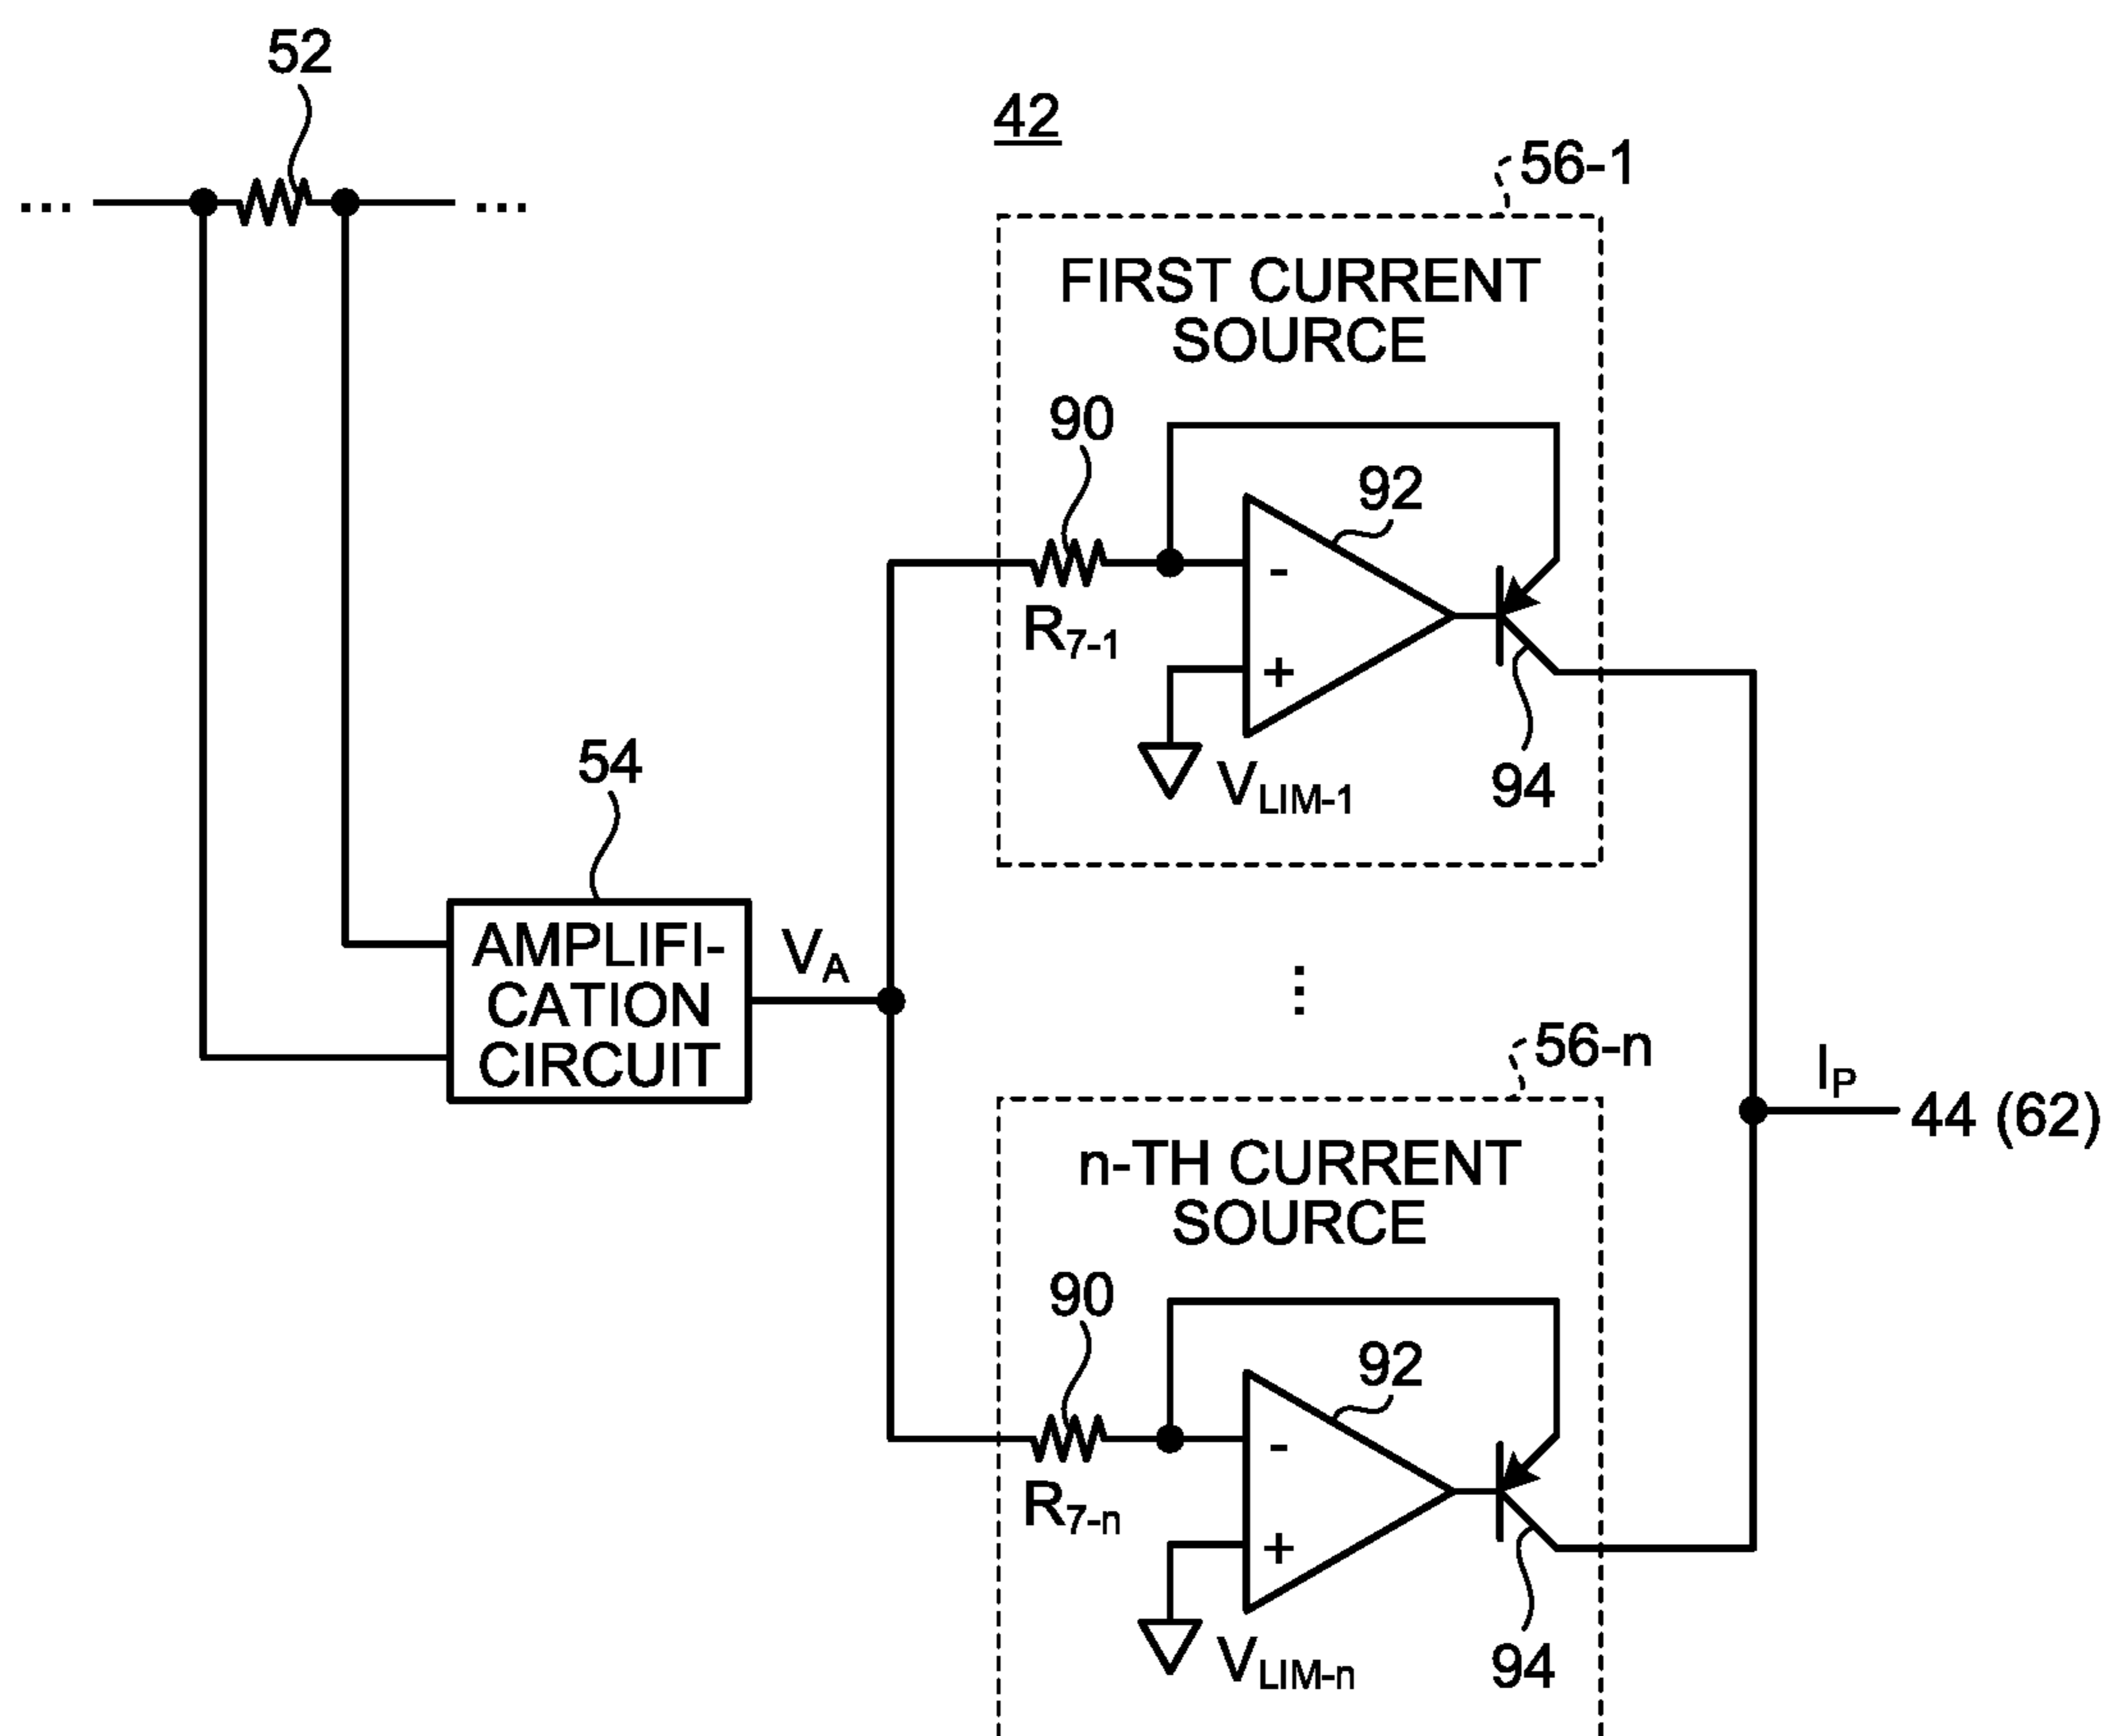 52
42
56-1
...
...
FIRST CURRENT
SOURCE
90
92
-
R7-1
+
VLIM-1
94
54
AMPLIFI-
CATION
CIRCUIT
VA
56-n
IP
44 (62)
n-TH CURRENT
SOURCE
90
92
-
R7-n
+
VLIM-n
94